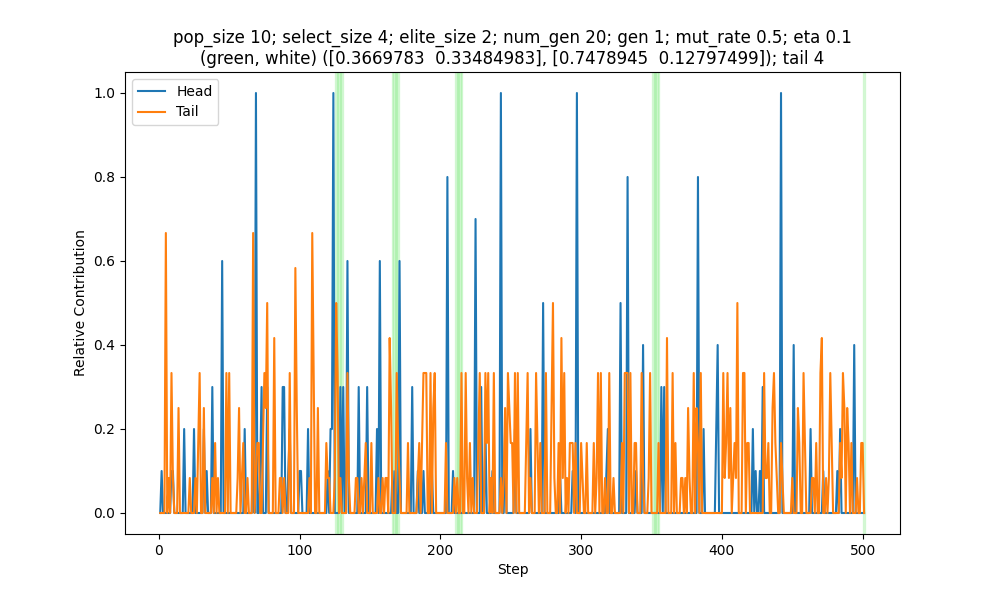 pop_size 10; select_size 4; elite_size 2; num_gen 20; gen 1; mut_rate 0.5; eta 0.1
(green, white) ([0.3669783  0.33484983], [0.7478945  0.12797499]); tail 4
Head
Tail
1.0
0.8
0.6
0.4
0.2
0.0
Relative Contribution
0
100
200
300
400
500
Step